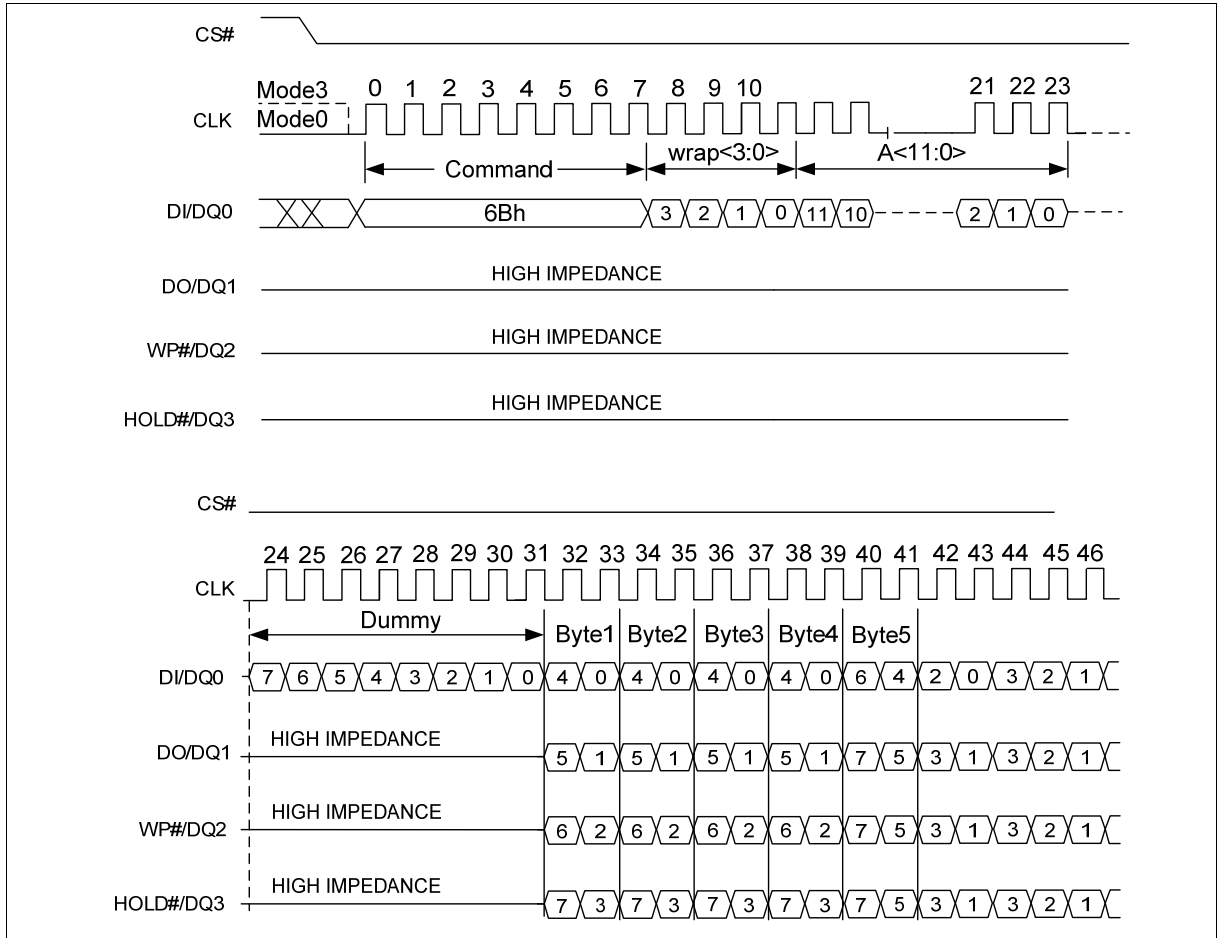 CS#
Mode3 0 1 2 3 4 5 6 7 8 9 10 21 22 23
CLK Mode0
Command wrap<3:0> A<11:0>
DI/DQ0 6Bh 3 2 1 0 11 10 2 1 0
HIGH IMPEDANCE
DO/DQ1
HIGH IMPEDANCE
WP#/DQ2
HIGH IMPEDANCE
HOLD#/DQ3
CS#
24 25 26 27 28 29 30 31 32 33 34 35 36 37 38 39 40 41 42 43 44 45 46
CLK
Dummy Byte1 Byte2 Byte3 Byte4 Byte5
DI/DQ0 7 6 5 4 3 2 1 0 4 0 4 0 4 0 4 0 6 4 2 0 3 2 1
HIGH IMPEDANCE
DO/DQ1 5 1 5 1 5 1 5 1 7 5 3 1 3 2 1
HIGH IMPEDANCE
WP#/DQ2 6 2 6 2 6 2 6 2 7 5 3 1 3 2 1
HIGH IMPEDANCE
HOLD#/DQ3 7 3 7 3 7 3 7 3 7 5 3 1 3 2 1